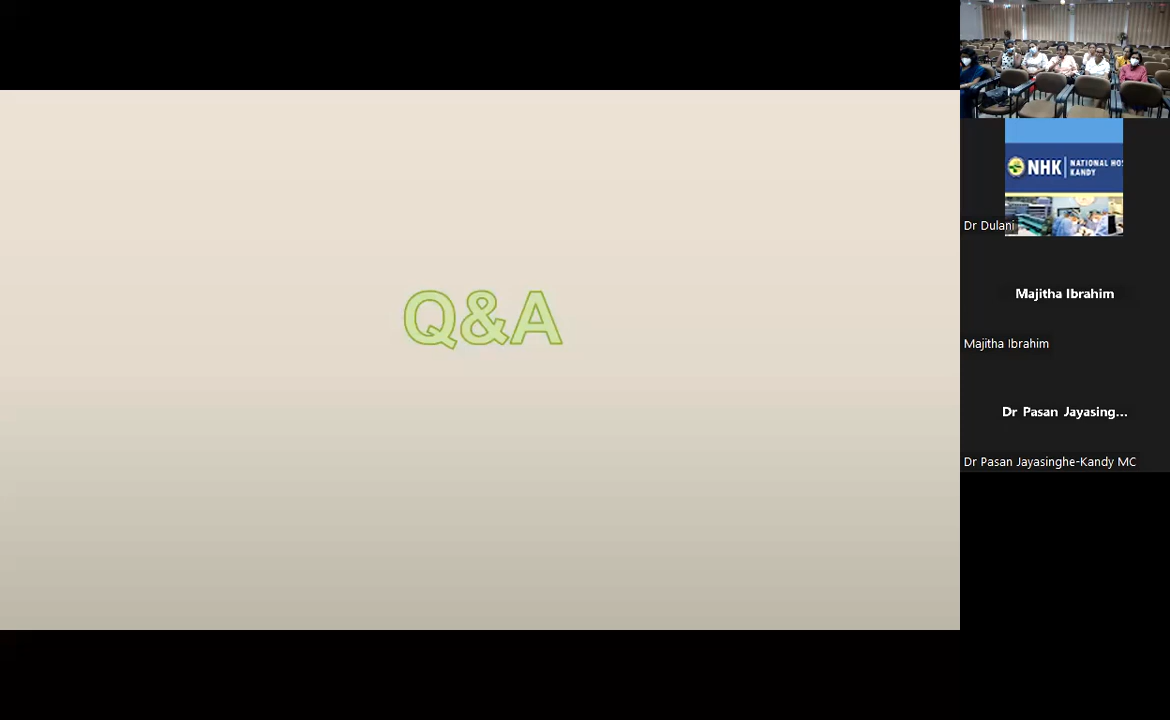 Q&A
NHK
NATIONAL HOS
KANDY
Dr Dulani
Majitha Ibrahim
Majitha Ibrahim
Dr Pasan Jayasing...
Dr Pasan Jayasinghe-Kandy MC